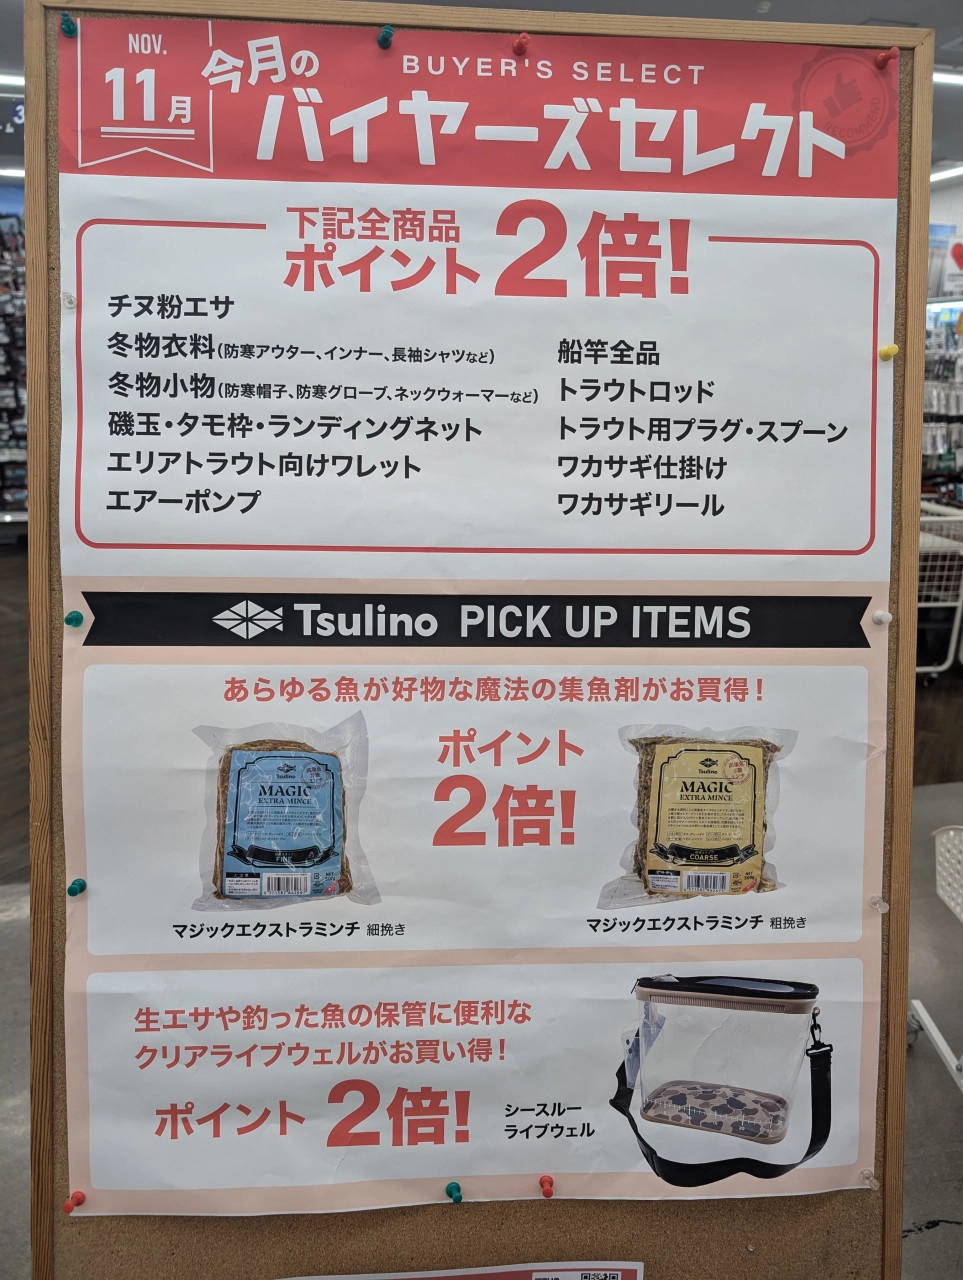 NOV.
11月
今月の
BUYER'S SELECT
バイヤーズセレクト
RECOMMEND
下記全商品
ポイント2倍!
チヌ粉エサ
冬物衣料(防寒アウター、インナー、長袖シャツなど)
冬物小物(防寒帽子、防寒グローブ、ネックウォーマーなど)
磯玉・タモ枠・ランディングネット
エリアトラウト向けワレット
エアーポンプ
船竿全品
トラウトロッド
トラウト用プラグ・スプーン
ワカサギ仕掛け
ワカサギリール
Tsulino PICK UP ITEMS
あらゆる魚が好物な魔法の集魚剤がお買得!
ポイント
2倍!
Tsulino
MAGIC
EXTRA MINCE
FINE
マジックエクストラミンチ 細挽き
Tsulino
MAGIC
EXTRA MINCE
COARSE
マジックエクストラミンチ 粗挽き
生エサや釣った魚の保管に便利な
クリアライブウェルがお買い得!
ポイント 2倍!
シースルー
ライブウェル